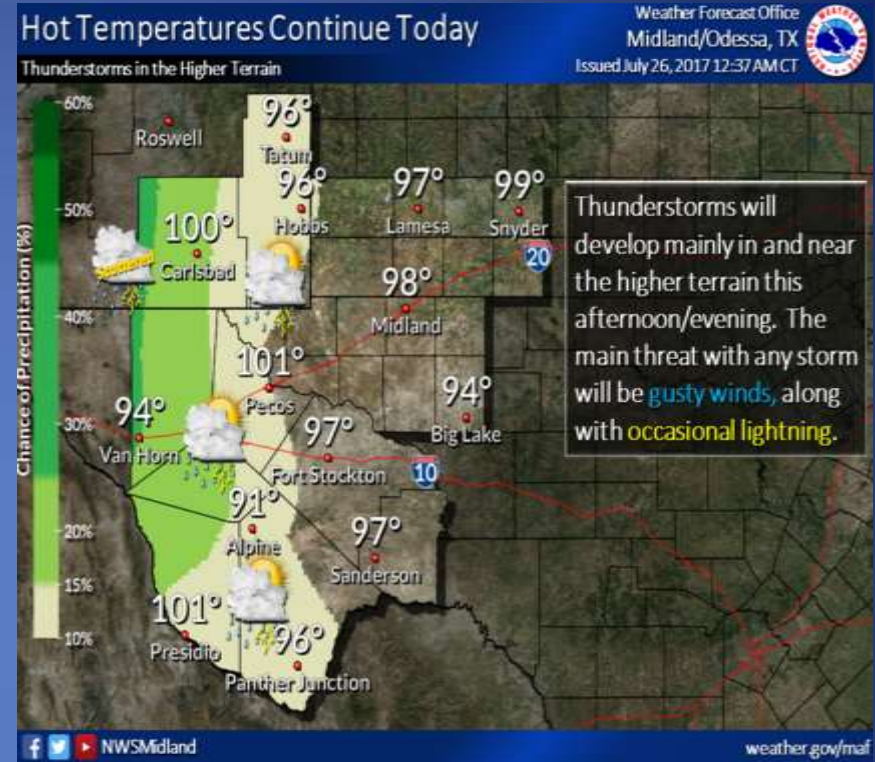 Hot Temperatures Continue Today
Thunderstorms in the Higher Terrain
Weather Forecast Office
Midland/Odessa, TX
Issued July 26, 2017 12:37 AM CT
NATIONAL WEATHER SERVICE
Chance of Precipitation (%)
60%
50%
40%
30%
20%
15%
10%
Roswell
96°
Tatum
96°
Hobbs
97°
Lamesa
99°
Snyder
20
Scattered
100°
Carlsbad
98°
Midland
101°
Pecos
94°
Big Lake
94°
Van Horn
97°
Fort Stockton
10
91°
Alpine
97°
Sanderson
101°
Presidio
96°
Panther Junction
Thunderstorms will
develop mainly in and near
the higher terrain this
afternoon/evening. The
main threat with any storm
will be gusty winds, along
with occasional lightning.
NWSMidland
weather.gov/maf